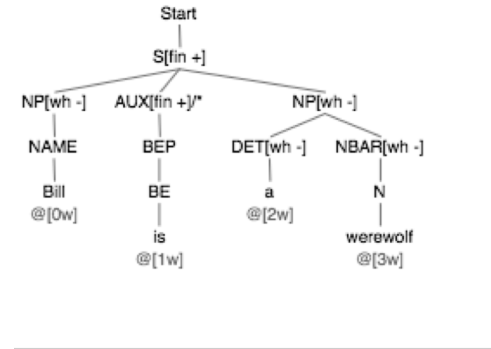 Start
S[fin +]
NP[wh -] AUX[fin +]/* NP[wh -]
NAME BEP DET[wh -] NBAR[wh -]
Bill BE a N
@[0w] @[2w]
is werewolf
@[1w] @[3w]